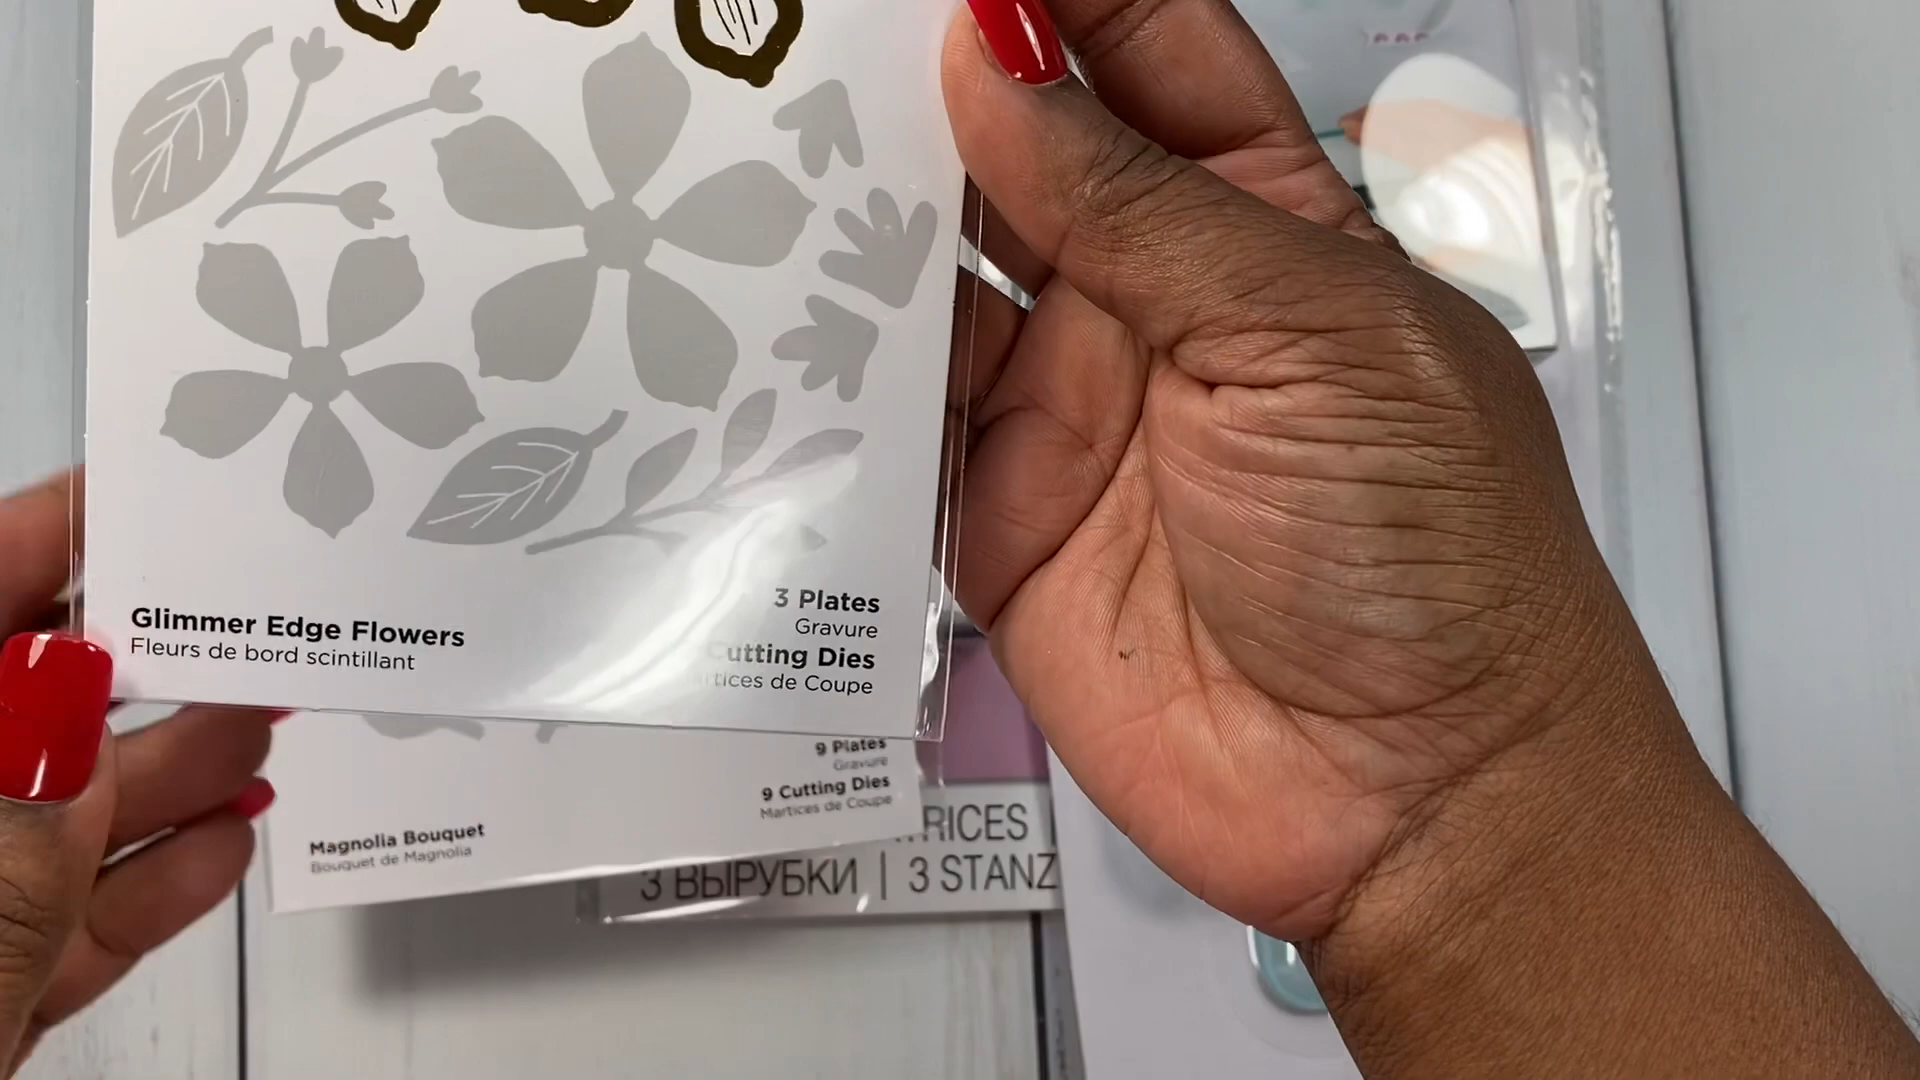 Glimmer Edge Flowers
Fleurs de bord scintillant
3 Plates
Gravure
Cutting Dies
de Coupe
9 Plates
Gravure
9 Cutting Dies
Martices de Coupe
Magnolia Bouquet
Bouquet de Magnolia
RICES |
3 ВЫРУБКИ | 3 STANZ